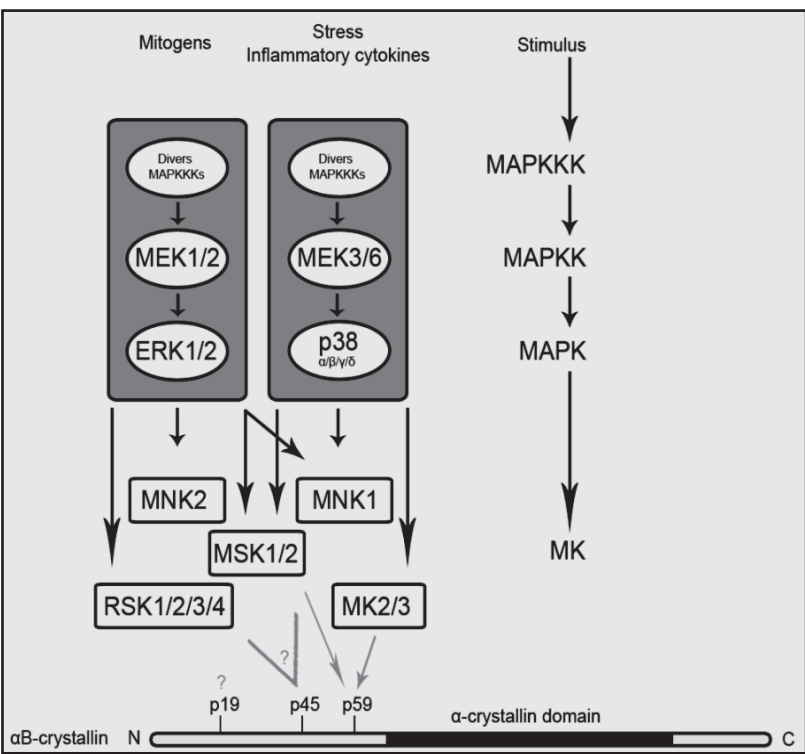 Mitogens
Stress
Inflammatory cytokines
Stimulus
Divers
MAPKKKs
Divers
MAPKKKs
MAPKKK
MEK1/2
MEK3/6
MAPKK
ERK1/2
p38
α/β/γ/δ
MAPK
MNK2
MNK1
MSK1/2
MK
RSK1/2/3/4
MK2/3
?
?
p19
p45
p59
α-crystallin domain
αB-crystallin N C